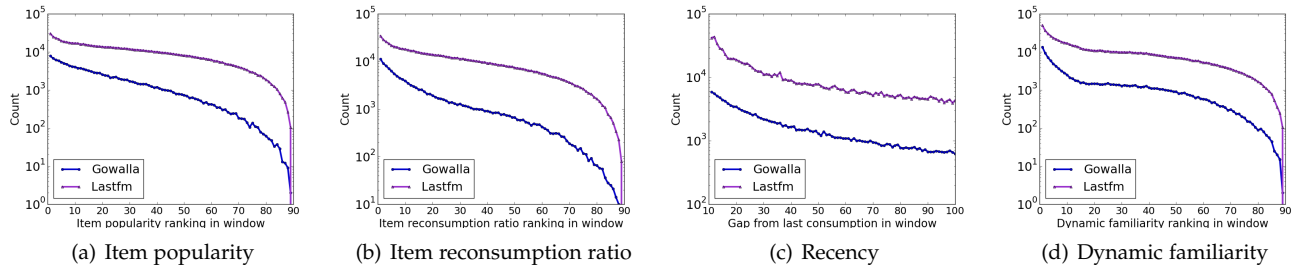 10^5
10^4
10^3
10^2
10^1
10^0
Count
0 10 20 30 40 50 60 70 80 90
Item popularity ranking in window
Gowalla
Lastfm
(a) Item popularity
10^5
10^4
10^3
10^2
10^1
Count
0 10 20 30 40 50 60 70 80 90
Item reconsumption ratio ranking in window
Gowalla
Lastfm
(b) Item reconsumption ratio
10^5
10^4
10^3
10^2
Count
10 20 30 40 50 60 70 80 90 100
Gap from last consumption in window
Gowalla
Lastfm
(c) Recency
10^5
10^4
10^3
10^2
10^1
10^0
Count
0 10 20 30 40 50 60 70 80 90
Dynamic familiarity ranking in window
Gowalla
Lastfm
(d) Dynamic familiarity